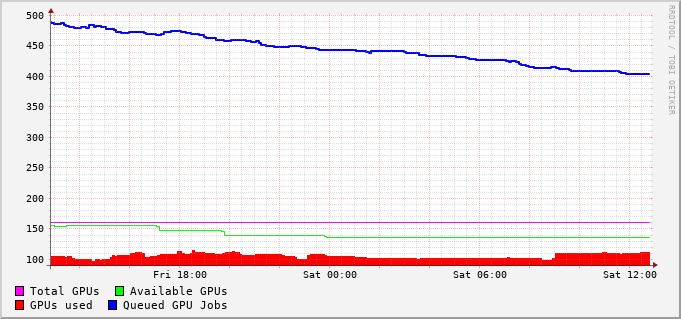 500
450
400
350
300
250
200
150
100
Fri 18:00 Sat 00:00 Sat 06:00 Sat 12:00
Total GPUs Available GPUs
GPUs used Queued GPU Jobs
RRDTOOL / TOBI OETIKER